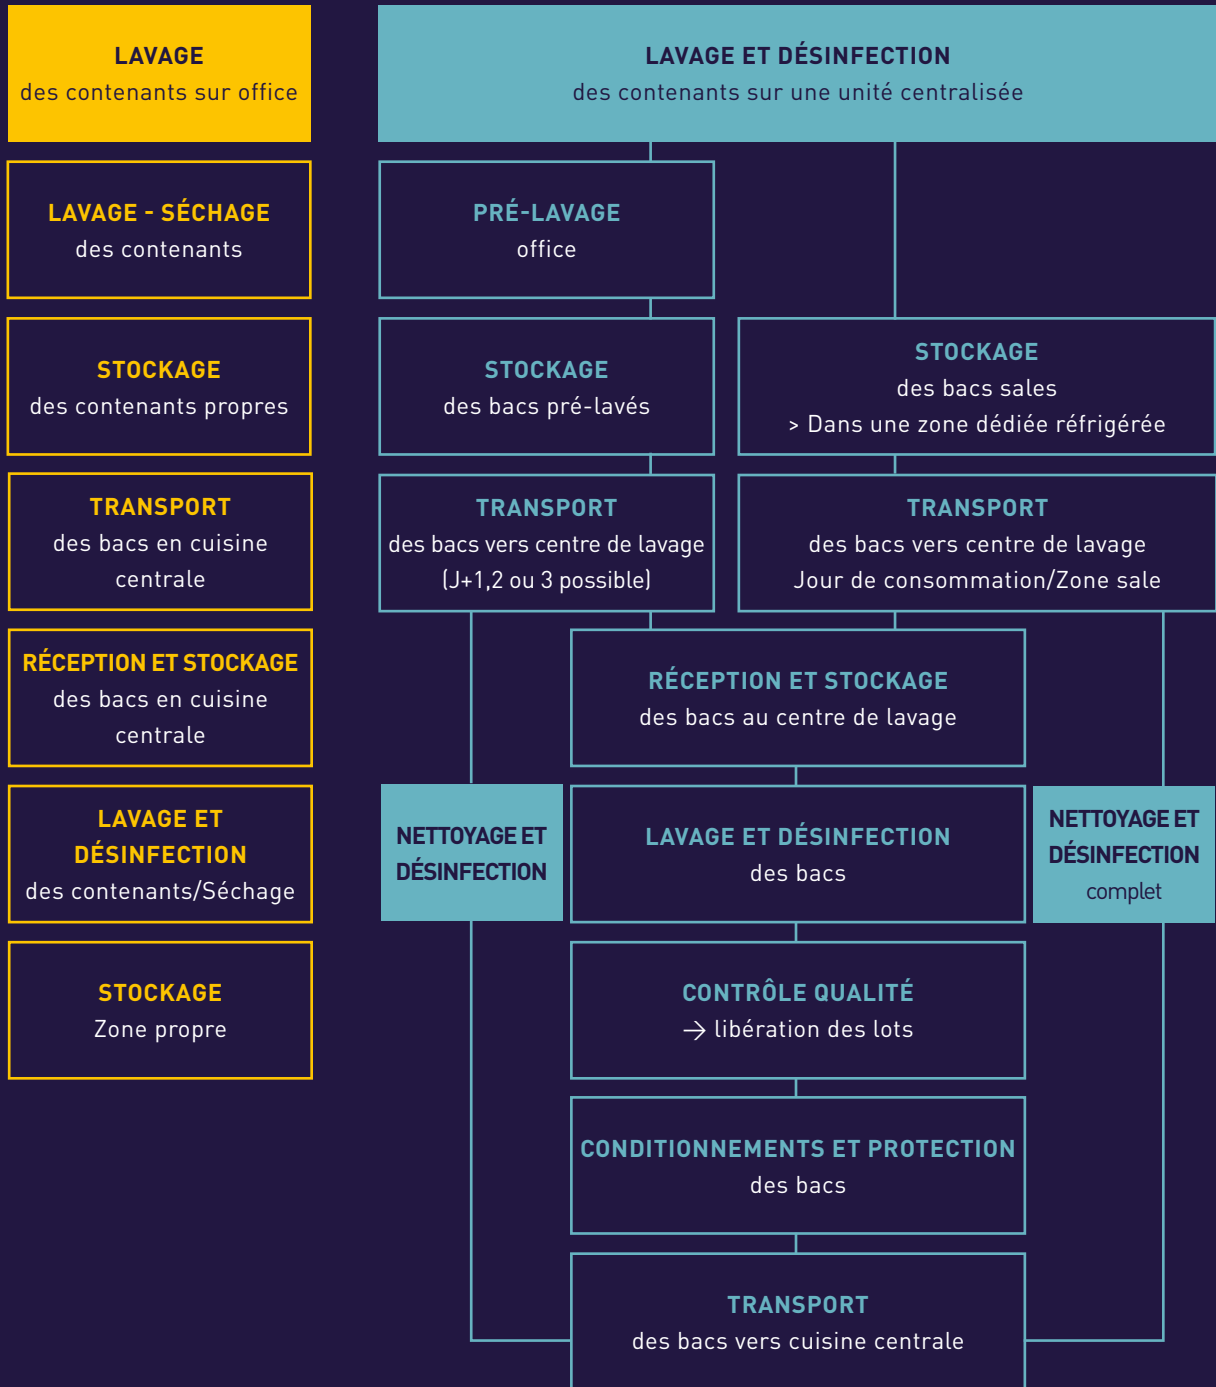 LAVAGE
des contenants sur office
LAVAGE - SÉCHAGE
des contenants
STOCKAGE
des contenants propres
TRANSPORT
des bacs en cuisine
centrale
RÉCEPTION ET STOCKAGE
des bacs en cuisine
centrale
LAVAGE ET
DÉSINFECTION
des contenants/Séchage
STOCKAGE
Zone propre
LAVAGE ET DÉSINFECTION
des contenants sur une unité centralisée
PRÉ-LAVAGE
office
STOCKAGE
des bacs pré-lavés
STOCKAGE
des bacs sales
> Dans une zone dédiée réfrigérée
TRANSPORT
des bacs vers centre de lavage
(J+1,2 ou 3 possible)
TRANSPORT
des bacs vers centre de lavage
Jour de consommation/Zone sale
RÉCEPTION ET STOCKAGE
des bacs au centre de lavage
NETTOYAGE ET
DÉSINFECTION
LAVAGE ET DÉSINFECTION
des bacs
NETTOYAGE ET
DÉSINFECTION
complet
CONTRÔLE QUALITÉ
→ libération des lots
CONDITIONNEMENTS ET PROTECTION
des bacs
TRANSPORT
des bacs vers cuisine centrale